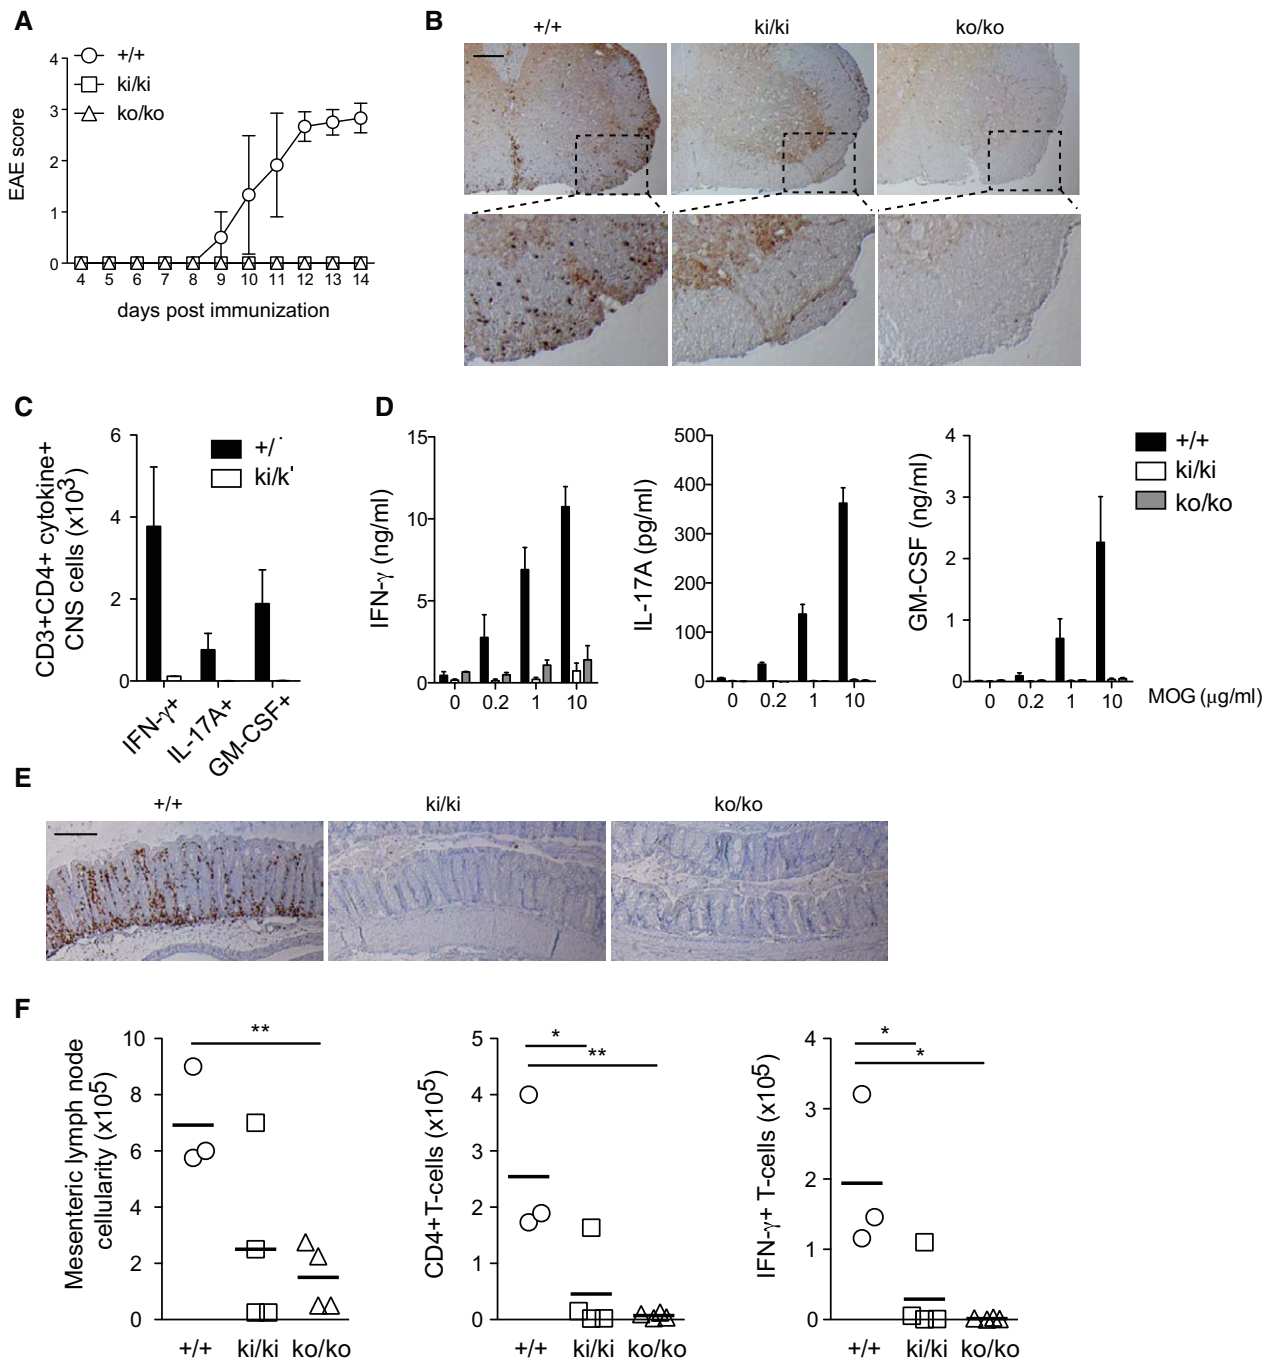 A
+/+
ki/ki
ko/ko
EAE score
4
3
2
1
0
4 5 6 7 8 9 10 11 12 13 14
days post immunization
B
+/+ ki/ki ko/ko
C
CD3+CD4+ cytokine+
CNS cells (x10³)
6
4
2
0
+/
ki/k
IFN-γ+ IL-17A+ GM-CSF+
D
IFN-γ (ng/ml)
15
10
5
0
0 0.2 1 10
IL-17A (pg/ml)
500
400
300
200
100
0
0 0.2 1 10
GM-CSF (ng/ml)
4
3
2
1
0
0 0.2 1 10
MOG (μg/ml)
+/+
ki/ki
ko/ko
E
+/+ ki/ki ko/ko
F
Mesenteric lymph node
cellularity (x10⁵)
10
8
6
4
2
0
**
+/+ ki/ki ko/ko
CD4+T-cells (x10⁵)
5
4
3
2
1
0
*
**
+/+ ki/ki ko/ko
IFN-γ+ T-cells (x10⁵)
4
3
2
1
0
*
*
+/+ ki/ki ko/ko